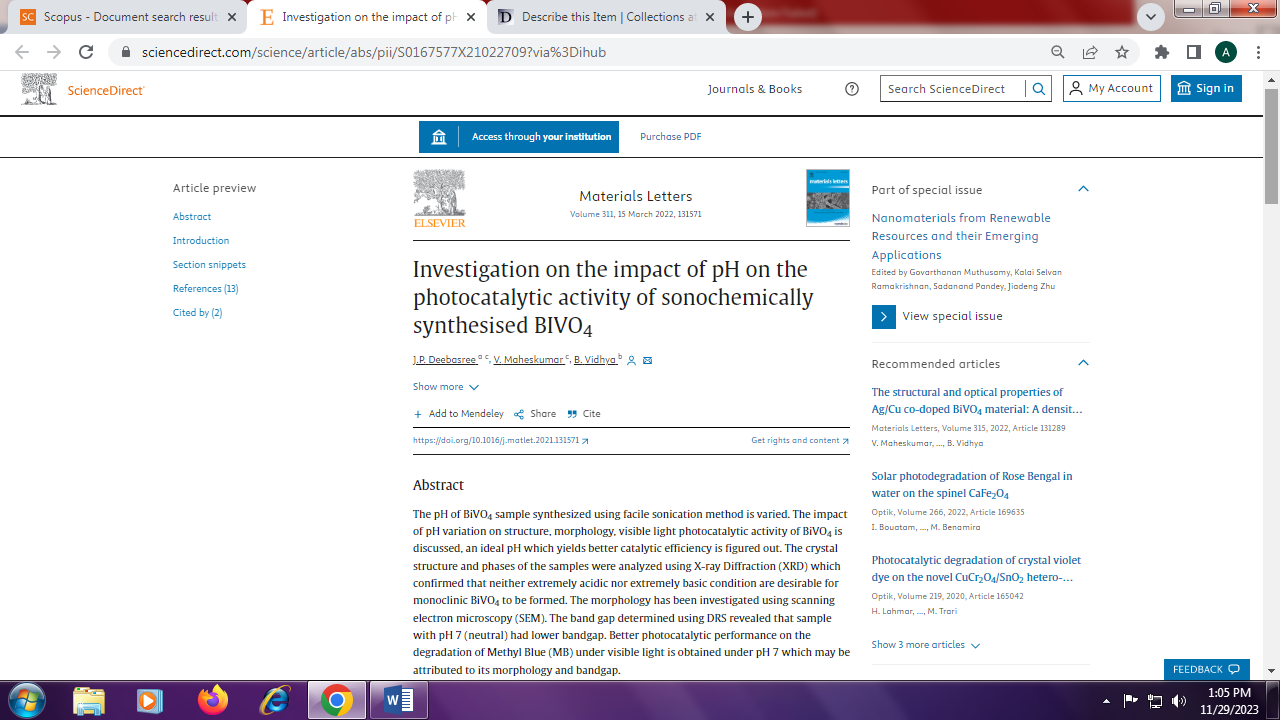 Scopus - Document search result
Investigation on the impact of pH
Describe this Item | Collections at
sciencedirect.com/science/article/abs/pii/S0167577X21022709?via%3Dihub
A
ScienceDirect
Journals & Books
Search ScienceDirect
My Account
Sign in
Access through your institution
Purchase PDF
Article preview
Abstract
Introduction
Section snippets
References (13)
Cited by (2)
ELSEVIER
Materials Letters
Volume 311, 15 March 2022, 131571
materials letters
Investigation on the impact of pH on the
photocatalytic activity of sonochemically
synthesised BIVO4
J.P. Deebasree a c, V. Maheskumar c, B. Vidhya b
Show more
Add to Mendeley Share Cite
https://doi.org/10.1016/j.matlet.2021.131571
Get rights and content
Abstract
The pH of BiVO4 sample synthesized using facile sonication method is varied. The impact
of pH variation on structure, morphology, visible light photocatalytic activity of BiVO4 is
discussed, an ideal pH which yields better catalytic efficiency is figured out. The crystal
structure and phases of the samples were analyzed using X-ray Diffraction (XRD) which
confirmed that neither extremely acidic nor extremely basic condition are desirable for
monoclinic BiVO4 to be formed. The morphology has been investigated using scanning
electron microscopy (SEM). The band gap determined using DRS revealed that sample
with pH 7 (neutral) had lower bandgap. Better photocatalytic performance on the
degradation of Methyl Blue (MB) under visible light is obtained under pH 7 which may be
attributed to its morphology and bandgap.
Part of special issue
Nanomaterials from Renewable
Resources and their Emerging
Applications
Edited by Govarthanan Muthusamy, Kalai Selvan
Ramakrishnan, Sadanand Pandey, Jiadeng Zhu
View special issue
Recommended articles
The structural and optical properties of
Ag/Cu co-doped BiVO4 material: A densit…
Materials Letters, Volume 315, 2022, Article 131289
V. Maheskumar, …, B. Vidhya
Solar photodegradation of Rose Bengal in
water on the spinel CaFe2O4
Optik, Volume 266, 2022, Article 169635
I. Bouatam, …, M. Benamira
Photocatalytic degradation of crystal violet
dye on the novel CuCr2O4/SnO2 hetero-…
Optik, Volume 219, 2020, Article 165042
H. Lahmar, …, M. Trari
Show 3 more articles
FEEDBACK
1:05 PM
11/29/2023